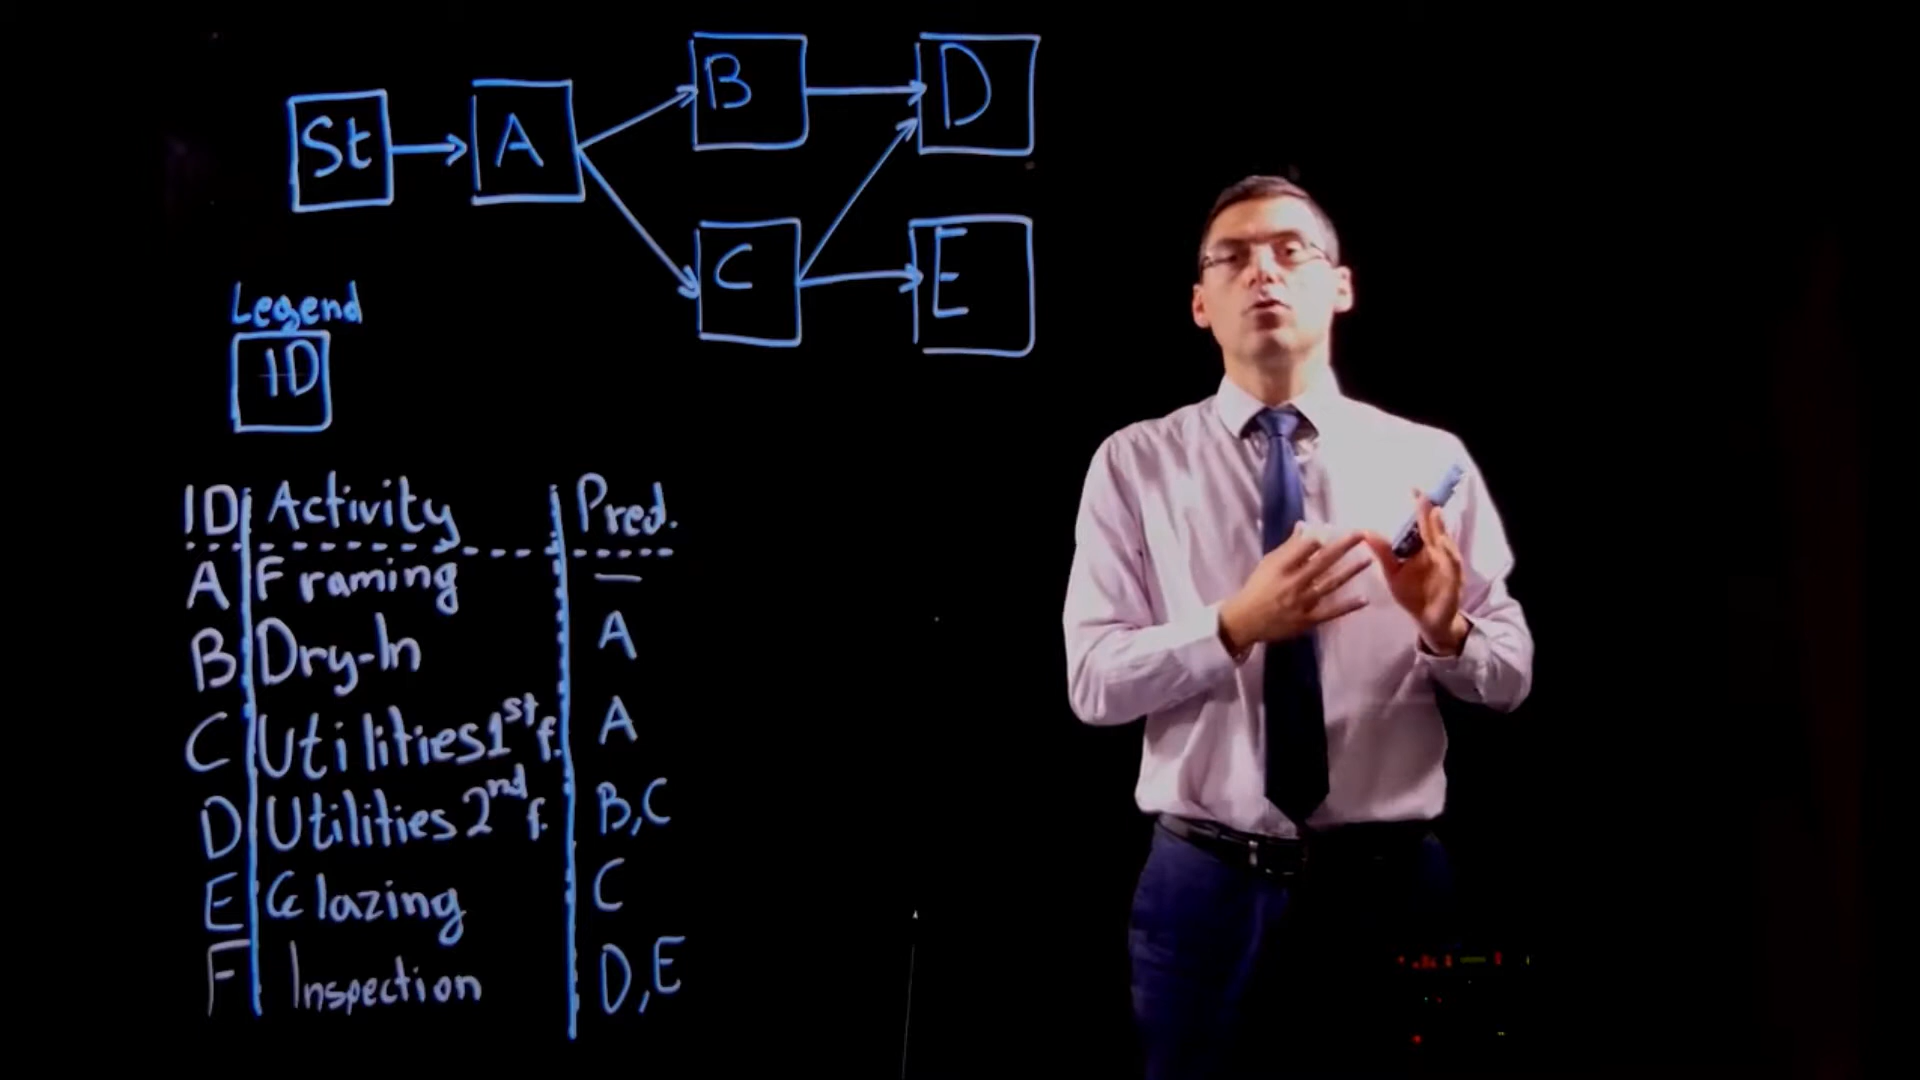 B D
St A
C E
Legend
ID
ID Activity Pred.
A Framing —
B Dry-In A
C Utilities 1st f. A
D Utilities 2nd f. B,C
E Glazing C
F Inspection D,E